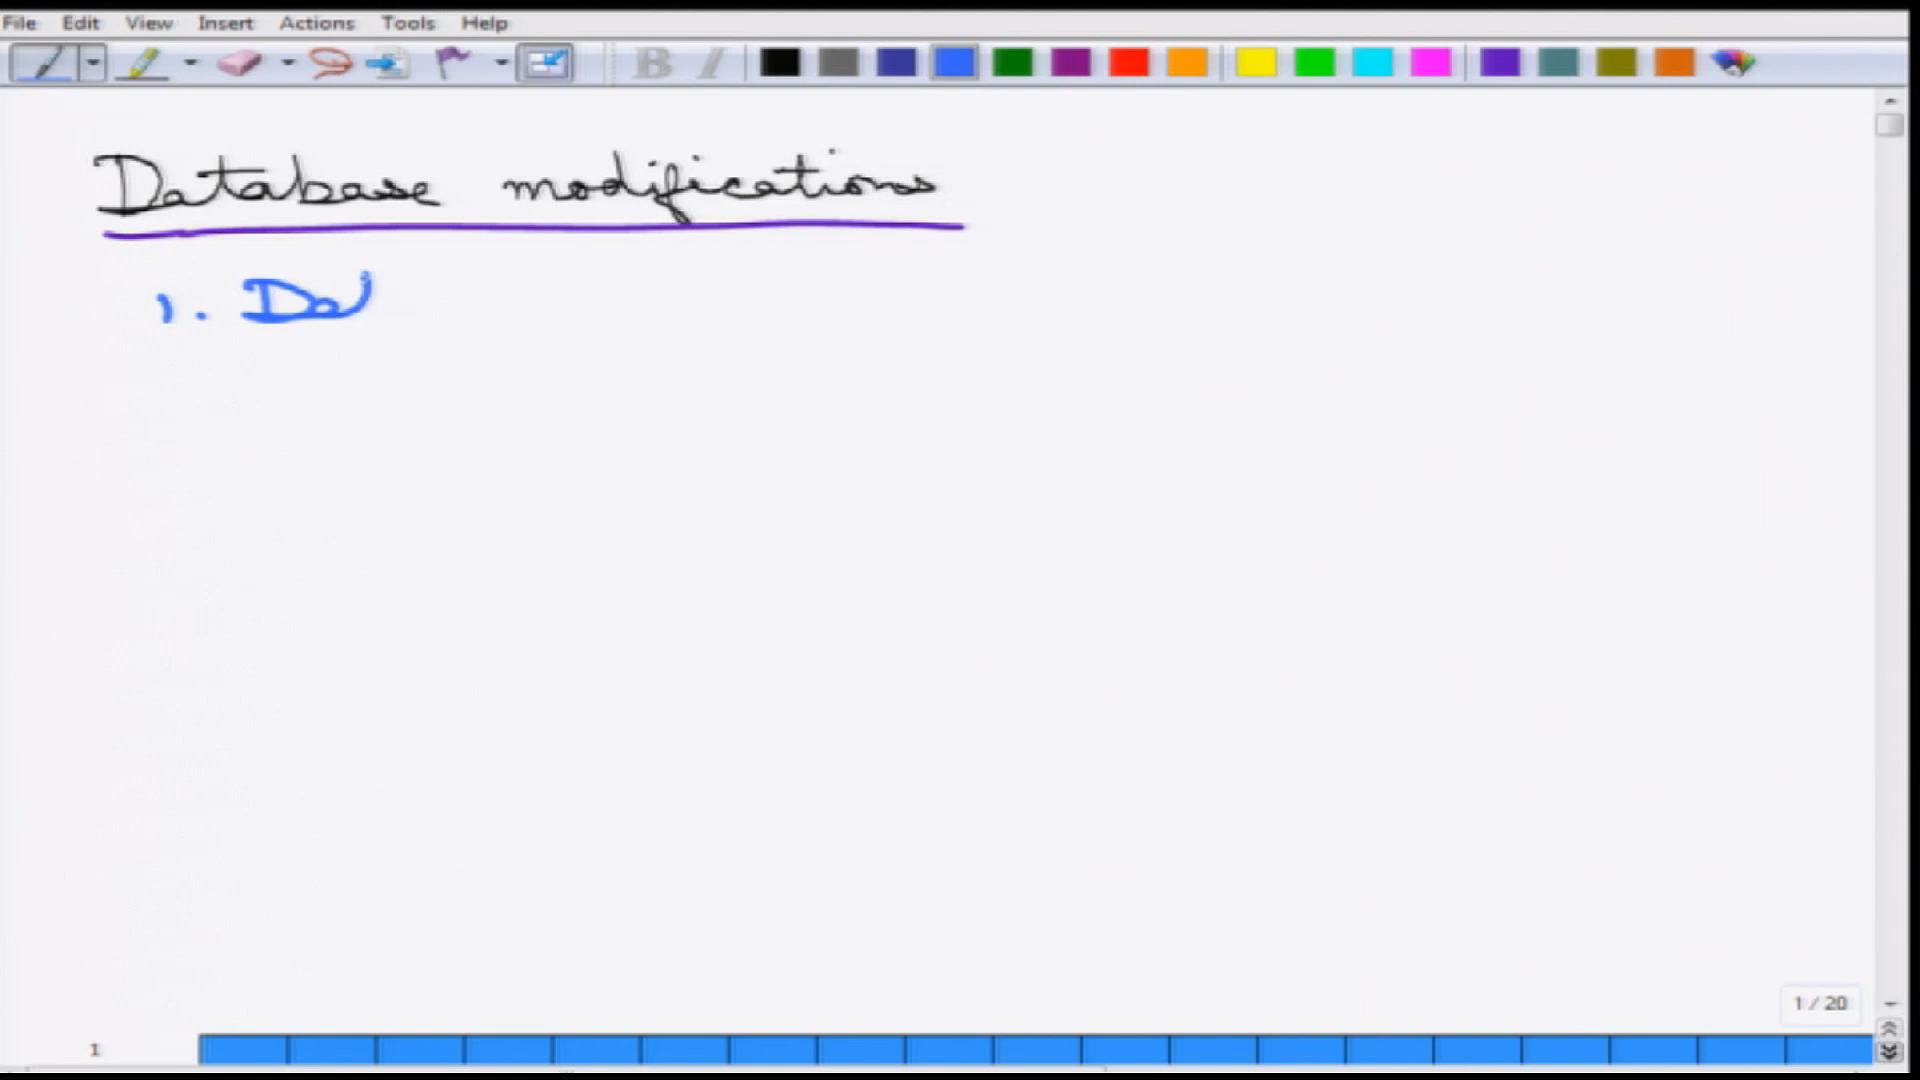 File Edit View Insert Actions Tools Help
B I
Database modifications
1. Del
1 / 20
1